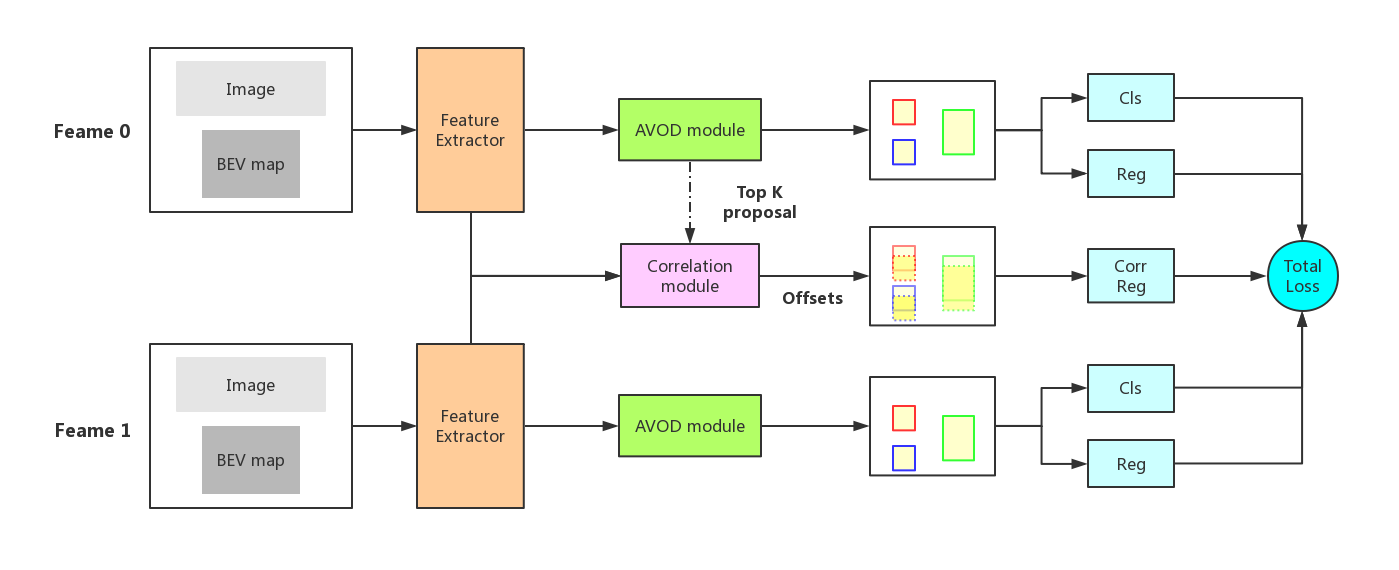 Feame 0
Image
BEV map
Feature
Extractor
AVOD module
Cls
Reg
Top K
proposal
Correlation
module
Offsets
Corr
Reg
Total
Loss
Feame 1
Image
BEV map
Feature
Extractor
AVOD module
Cls
Reg